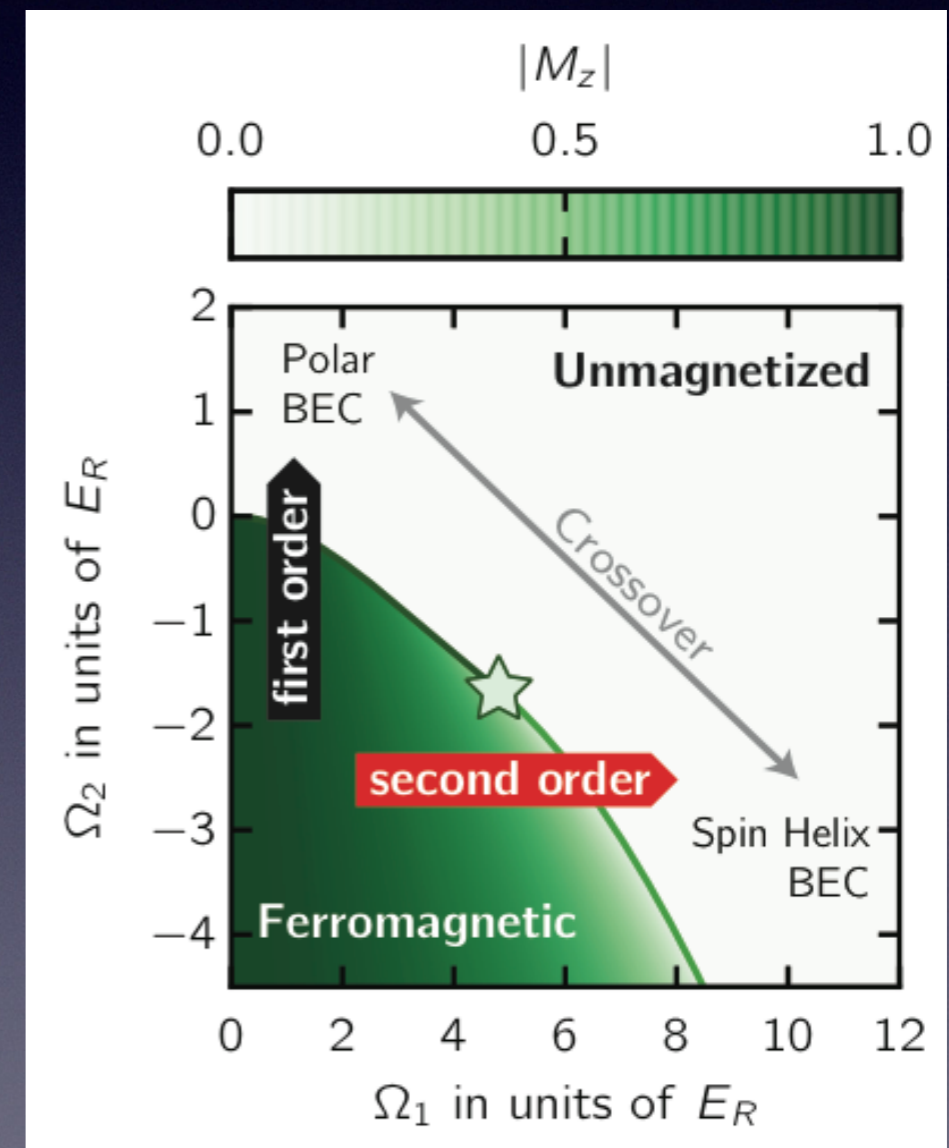 |M_z|
0.0 0.5 1.0
2
1
0
−1
−2
−3
−4
Ω₂ in units of E_R
Polar
BEC
Unmagnetized
Crossover
first order
second order
Spin Helix
BEC
Ferromagnetic
0 2 4 6 8 10 12
Ω₁ in units of E_R